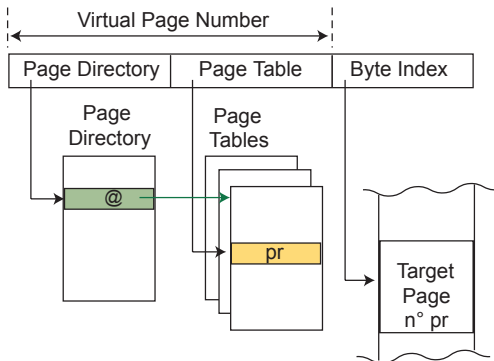 Virtual Page Number
Page Directory
Page Table
Byte Index
Page
Directory
Page
Tables
@
pr
Target
Page
n° pr